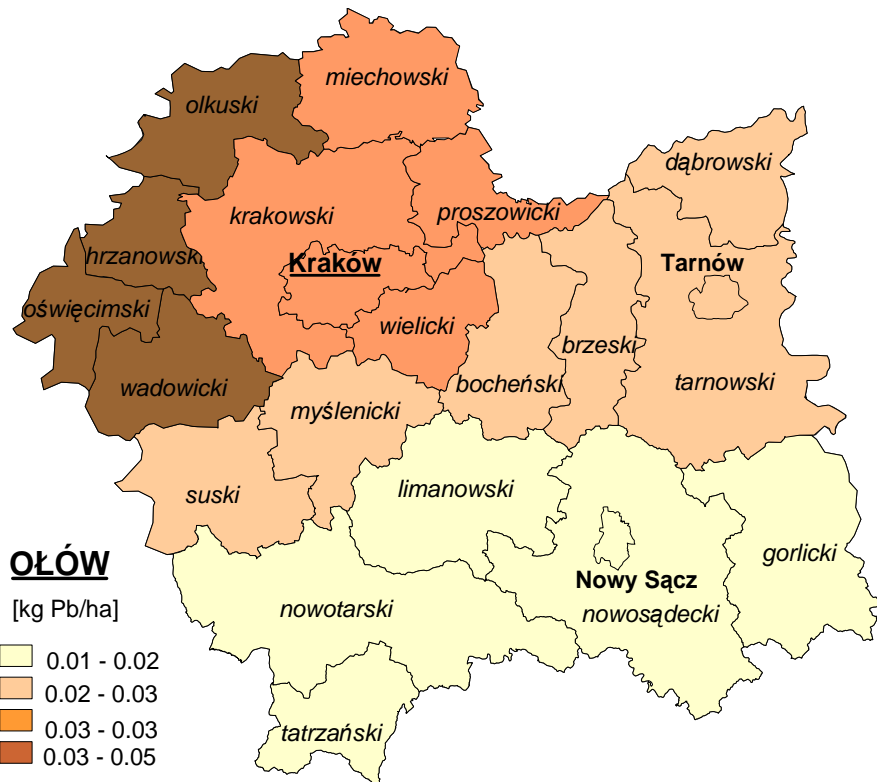 miechowski
olkuski
dąbrowski
krakowski
proszowicki
hrzanowski
Kraków
Tarnów
oświęcimski
wielicki
brzeski
wadowicki
bocheński
tarnowski
myślenicki
suski
limanowski
gorlicki
Nowy Sącz
nowotarski
nowosądecki
tatrzański
OŁÓW
[kg Pb/ha]
0.01 - 0.02
0.02 - 0.03
0.03 - 0.03
0.03 - 0.05